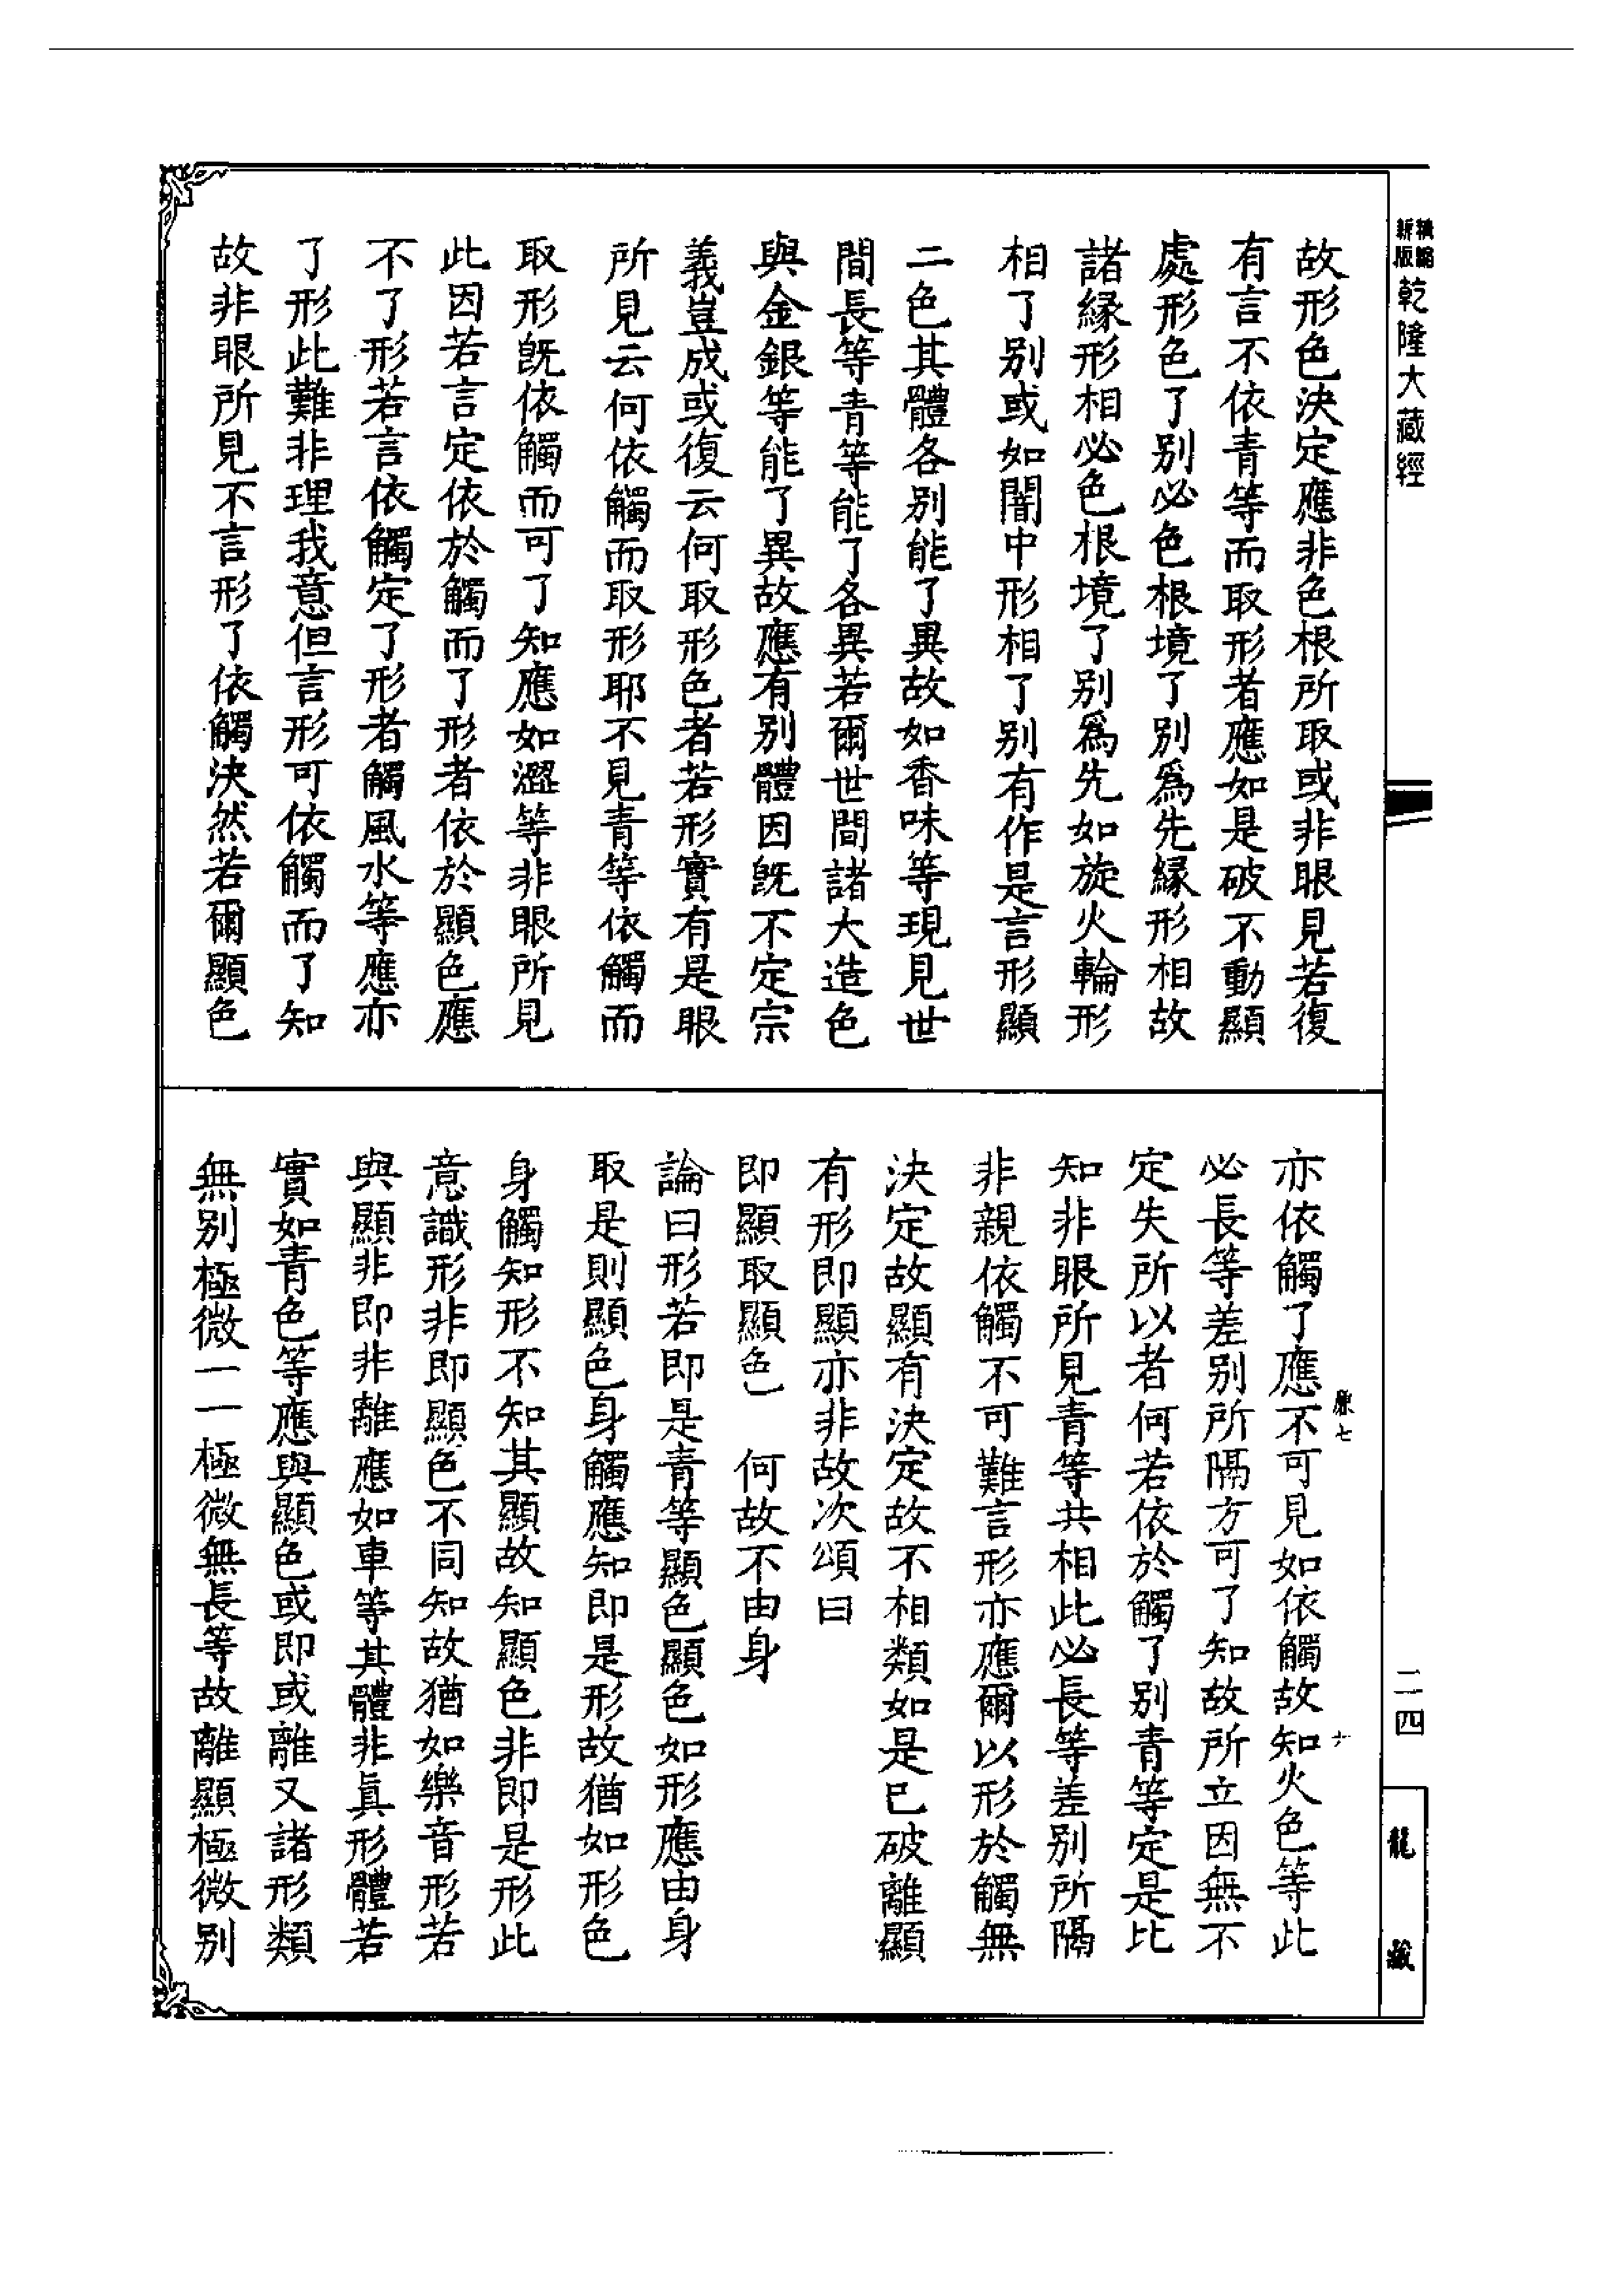 新版精縮乾隆大藏經
故形色決定應非色根所取或非眼見若復
有言不依青等而取形者應如是破不動顯
處形色了別必色根境了別爲先緣形相故
諸緣形相必色根境了別爲先如旋火輪形
相了別或如闇中形相了別有作是言形顯
二色其體各別能了異故如香味等現見世
間長等青等能了各異若爾世間諸大造色
與金銀等能了異故應有別體因旣不定宗
義豈成或復云何取形色者若形實有是眼
所見云何依觸而取形耶不見青等依觸而
取形旣依觸而可了知應如澀等非眼所見
此因若言定依於觸而了形者依於顯色應
不了形若言依觸定了形者觸風水等應亦
了形此難非理我意但言形可依觸而了知
故非眼所見不言形了依觸決然若爾顯色
亦依觸了應不可見如依觸故知火色等此
必長等差別所隔方可了知故所立因無不
定失所以者何若依於觸了別青等定是比
知非眼所見青等共相此必長等差別所隔
非親依觸不可難言形亦應爾以形於觸無
決定故顯有決定故不相類如是已破離顯
有形即顯亦非故次頌曰
即顯取顯色　何故不由身
論曰形若即是青等顯色顯色如形應由身
取是則顯色身觸應知即是形故猶如形色
身觸知形不知其顯故知顯色非即是形此
意識形非即顯色不同知故猶如樂音形若
與顯非即非離應如車等其體非眞形體若
實如青色等應與顯色或即或離又諸形類
無別極微一一極微無長等故離顯極微別
二四
龍藏